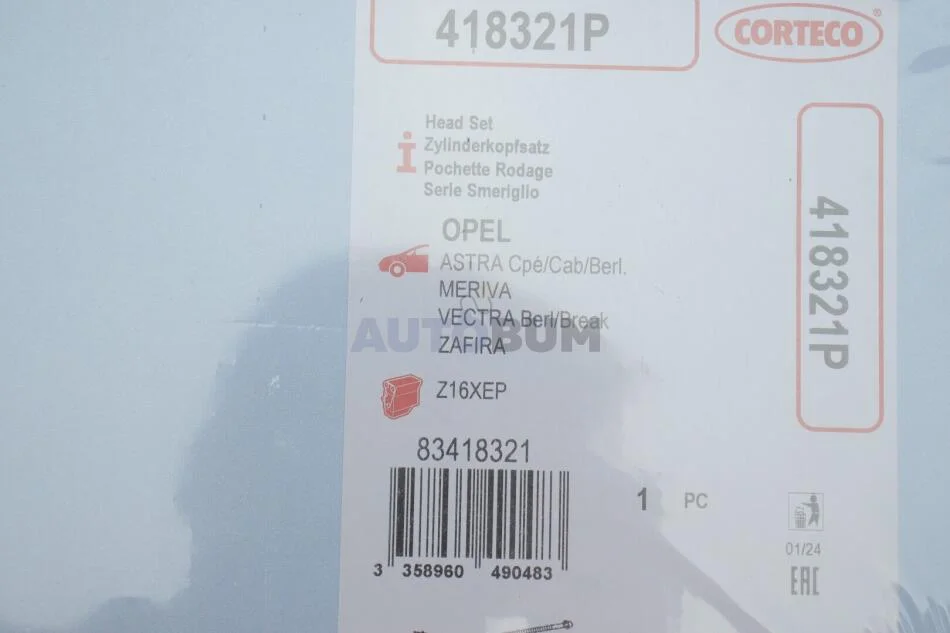 418321P
CORTECO®
Head Set
Zylinderkopfsatz
Pochette Rodage
Serie Smeriglio
OPEL
ASTRA Cpé/Cab/Berl.
MERIVA
VECTRA Berl/Break
AUTOBUM
ZAFIRA
Z16XEP
83418321
3 358960 490483
1 PC
01/24
EAC
418321P